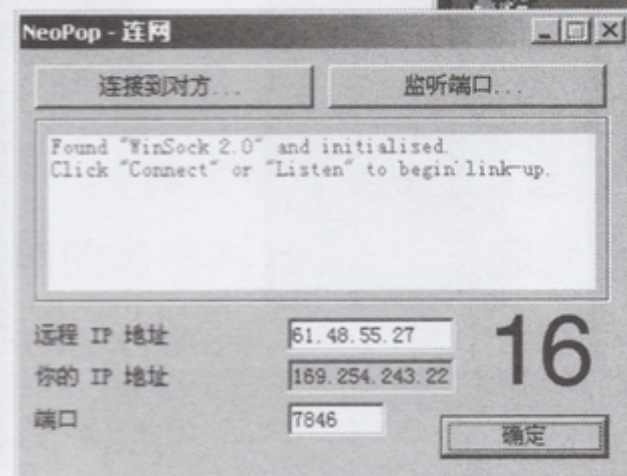 NeoPop - 连网
连接到对方...
监听端口...
Found "WinSock 2.0" and initialised.
Click "Connect" or "Listen" to begin link-up.
远程 IP 地址
61.48.55.27
你的 IP 地址
169.254.243.22
端口
7846
16
确定